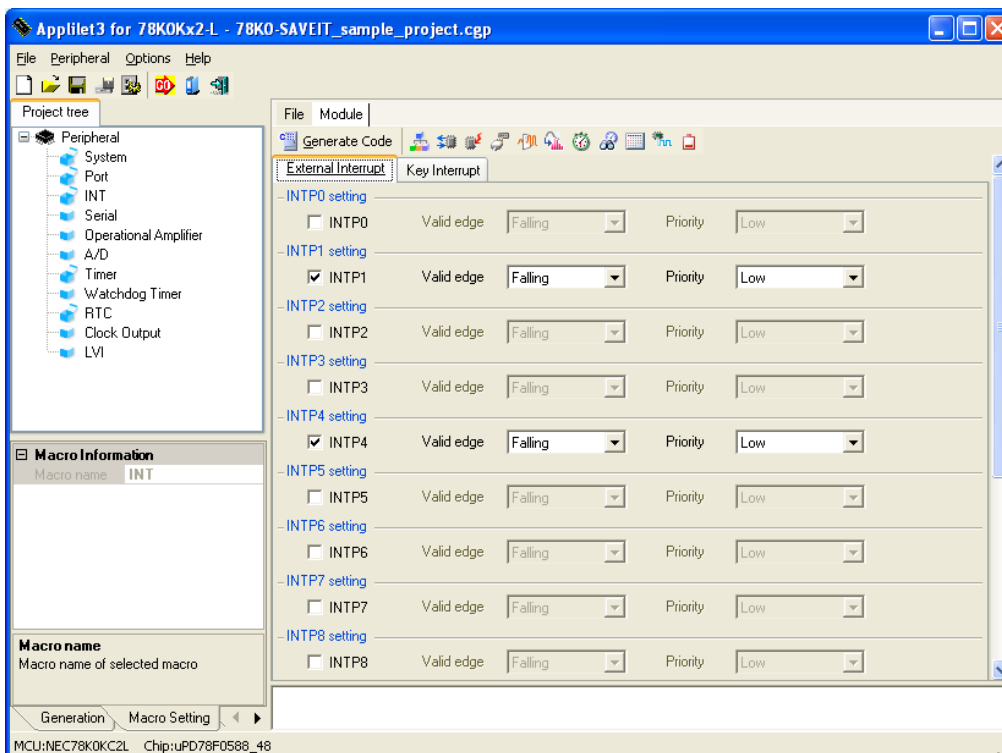 Applilet3 for 78K0Kx2-L - 78K0-SAVEIT_sample_project.cgp
File Peripheral Options Help
GO
Project tree
Peripheral
System
Port
INT
Serial
Operational Amplifier
A/D
Timer
Watchdog Timer
RTC
Clock Output
LVI
Macro Information
Macro name INT
Macro name
Macro name of selected macro
Generation Macro Setting
File Module
Generate Code
External Interrupt Key Interrupt
INTP0 setting
INTP0 Valid edge Falling Priority Low
INTP1 setting
INTP1 Valid edge Falling Priority Low
INTP2 setting
INTP2 Valid edge Falling Priority Low
INTP3 setting
INTP3 Valid edge Falling Priority Low
INTP4 setting
INTP4 Valid edge Falling Priority Low
INTP5 setting
INTP5 Valid edge Falling Priority Low
INTP6 setting
INTP6 Valid edge Falling Priority Low
INTP7 setting
INTP7 Valid edge Falling Priority Low
INTP8 setting
INTP8 Valid edge Falling Priority Low
MCU:NEC78K0KC2L Chip:uPD78F0588_48